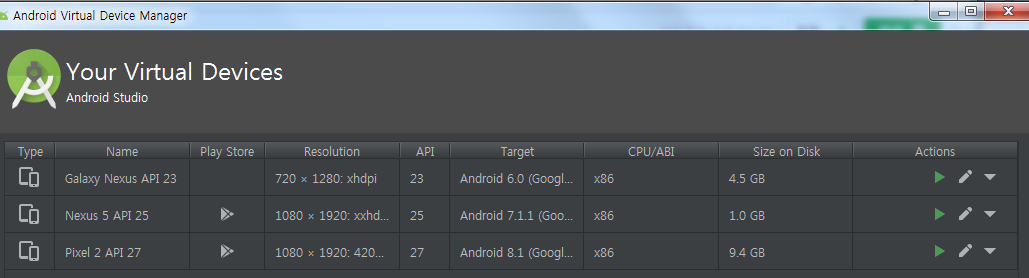 Android Virtual Device Manager
Your Virtual Devices
Android Studio
Type Name Play Store Resolution API Target CPU/ABI Size on Disk Actions
Galaxy Nexus API 23 720 × 1280: xhdpi 23 Android 6.0 (Googl... x86 4.5 GB
Nexus 5 API 25 1080 × 1920: xxhd... 25 Android 7.1.1 (Goo... x86 1.0 GB
Pixel 2 API 27 1080 × 1920: 420... 27 Android 8.1 (Googl... x86 9.4 GB